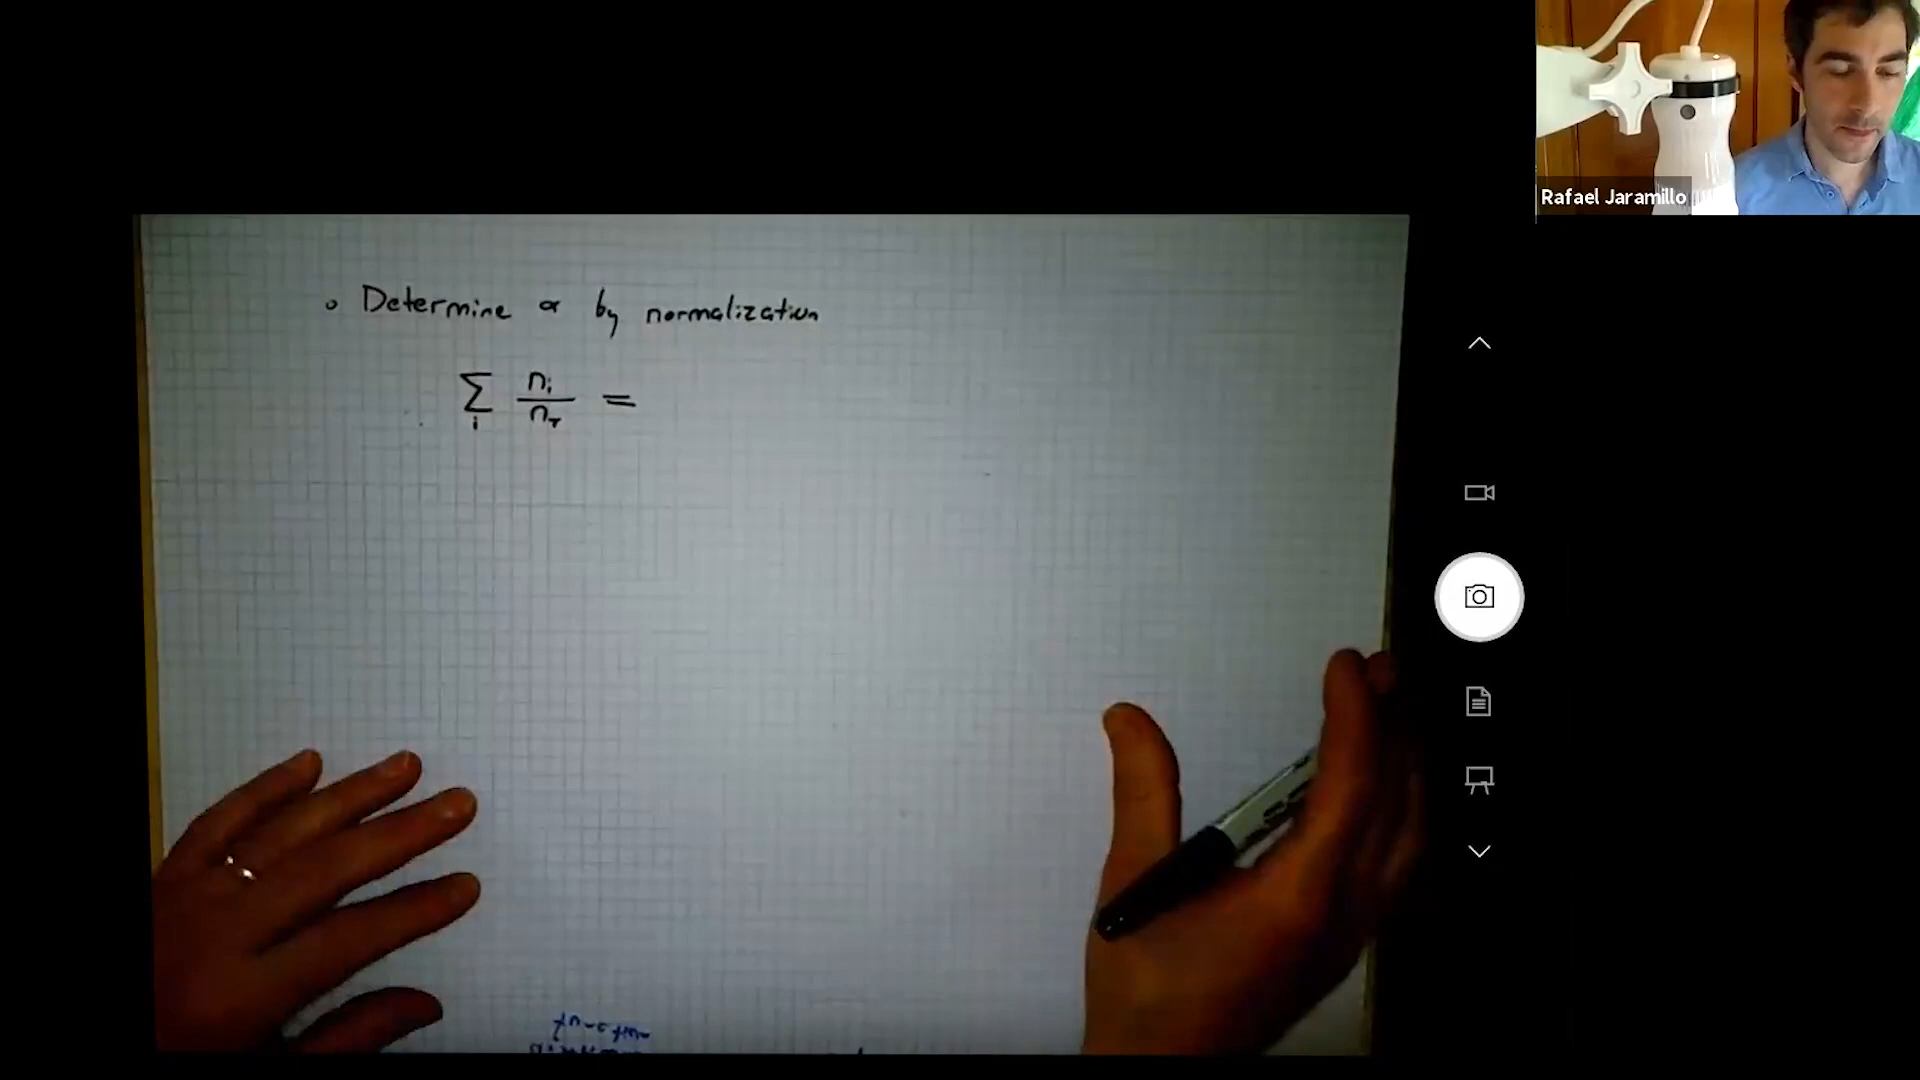 Rafael Jaramillo
∘ Determine α by normalization
∑ᵢ nᵢ/n_T =